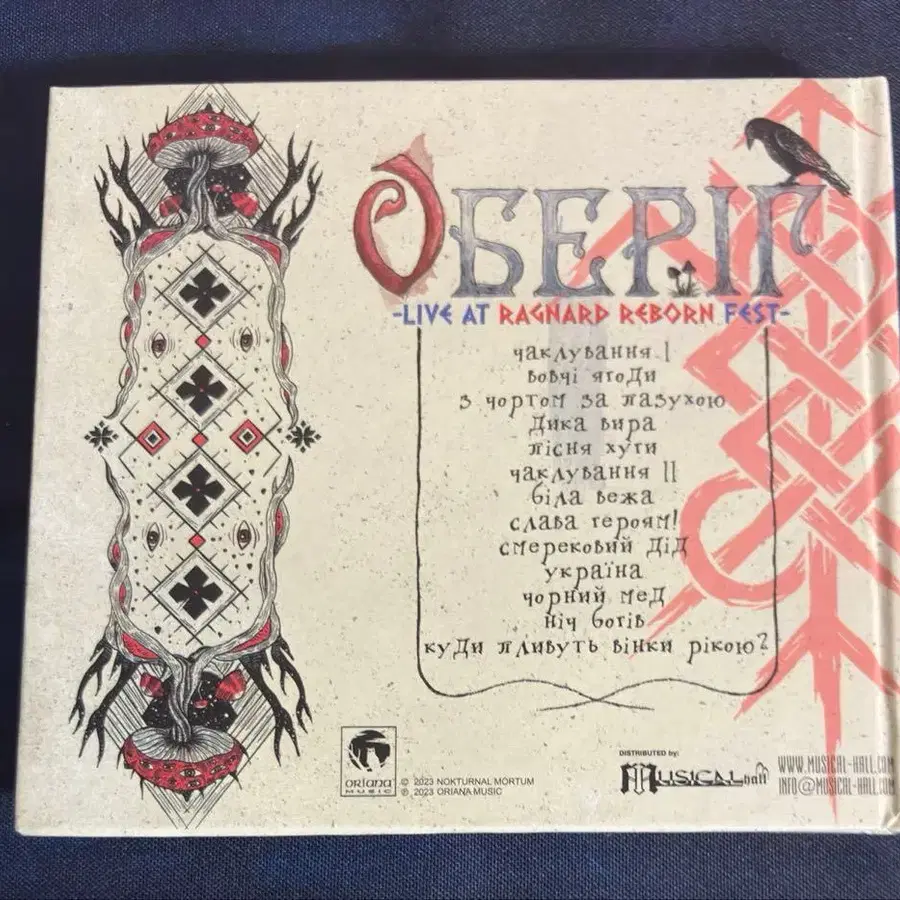 ОБЕРІГ
-LIVE AT RAGNARD REBORN FEST-
чаклування I
вовчі ягоди
з чортом за пазухою
дика вира
пісня хуги
чаклування II
біла вежа
слава героям!
смерековий дід
україна
чорний мед
ніч богів
куди пливуть вінки рікою?
ORIANA MUSIC
© 2023 NOKTURNAL MORTUM
℗ 2023 ORIANA MUSIC
DISTRIBUTED by:
MUSICAL hall
WWW.MUSICAL-HALL.COM
INFO@MUSICAL-HALL.COM